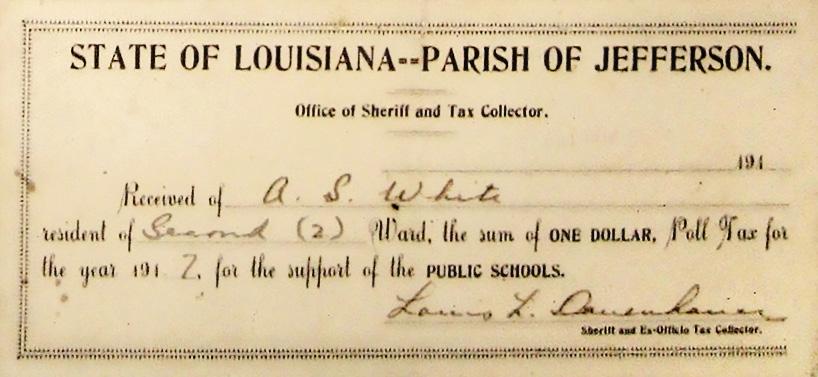 STATE OF LOUISIANA--PARISH OF JEFFERSON.
Office of Sheriff and Tax Collector.
191
Received of A. S. White
resident of Second (2) Ward, the sum of ONE DOLLAR, Poll Tax for
the year 191 7, for the support of the PUBLIC SCHOOLS.
Louis L.
Sheriff and Ex-Officio Tax Collector.